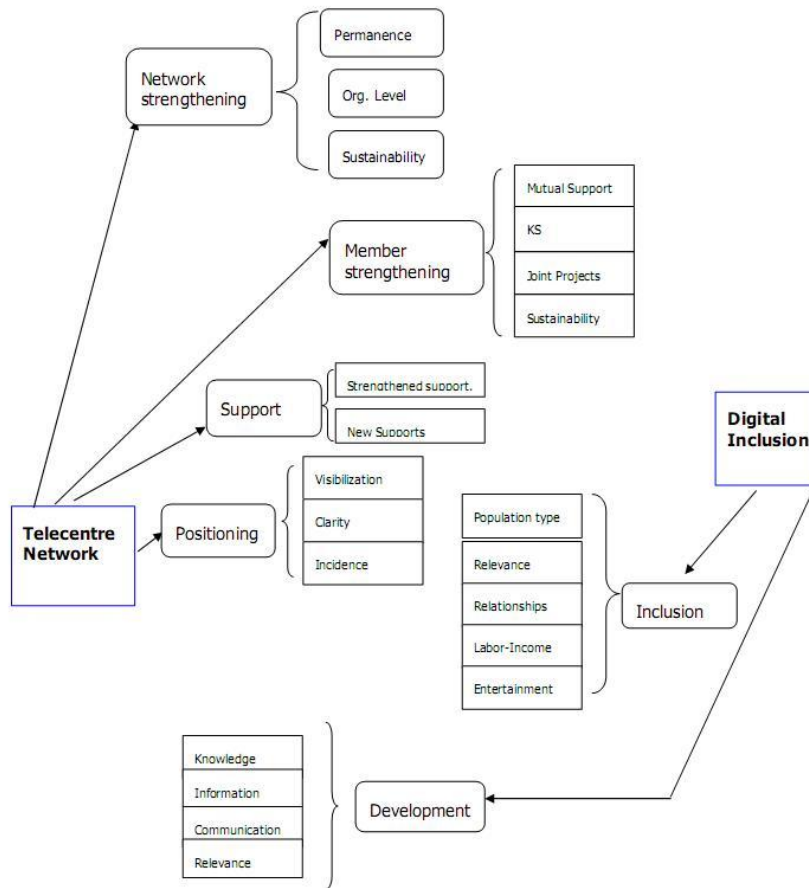 Permanence
Network
strengthening
Org. Level
Sustainability
Member
strengthening
Mutual Support
KS
Joint Projects
Sustainability
Support
Strengthened support.
New Supports
Digital
Inclusion
Telecentre
Network
Positioning
Visibilization
Clarity
Incidence
Population type
Relevance
Relationships
Labor-Income
Entertainment
Inclusion
Knowledge
Information
Communication
Relevance
Development